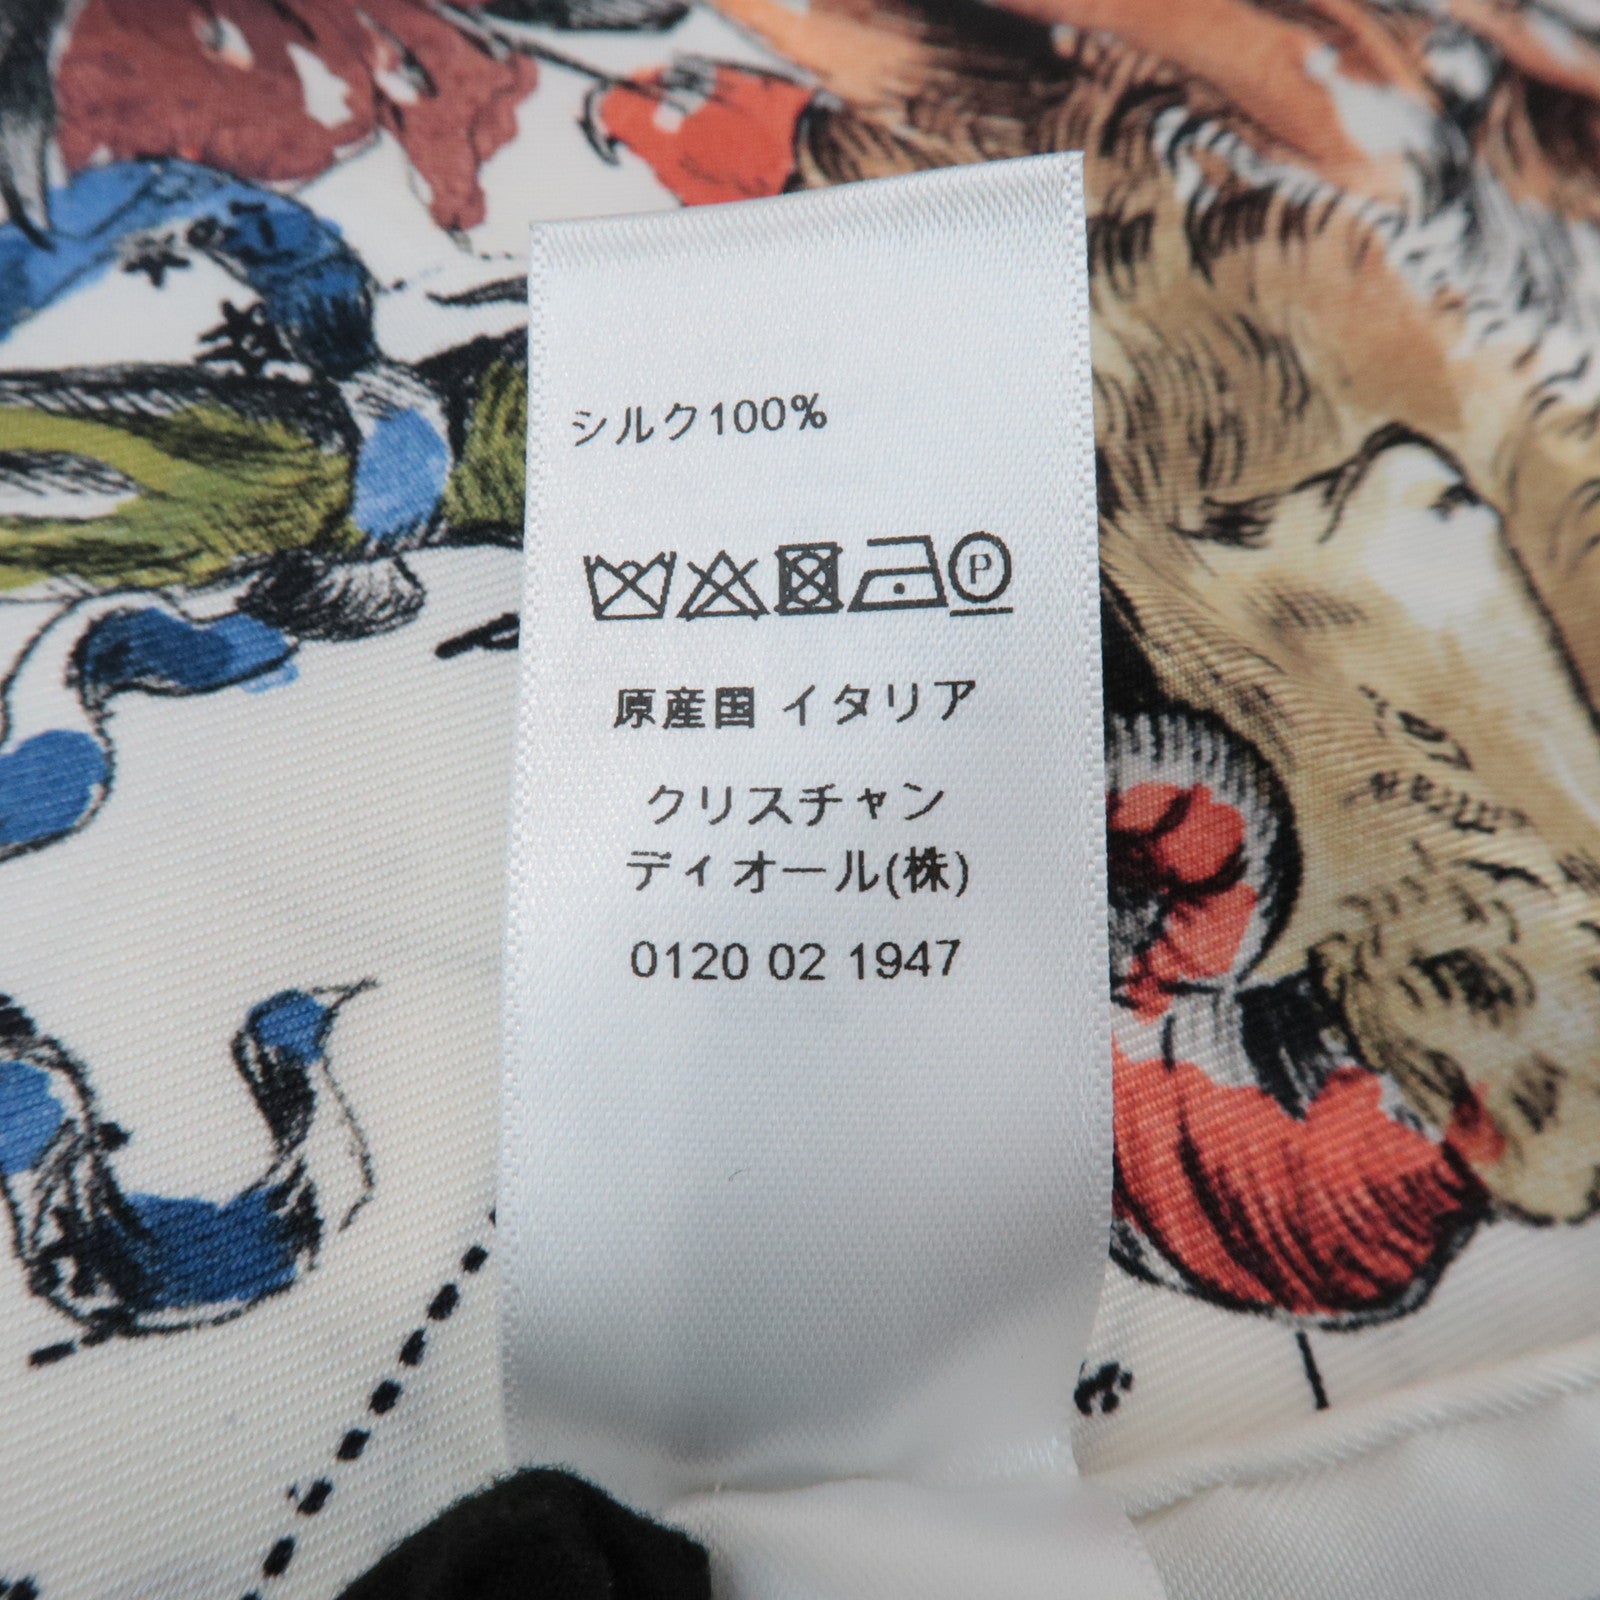 シルク100%
P
原産国 イタリア
クリスチャン
ディオール(株)
0120 02 1947